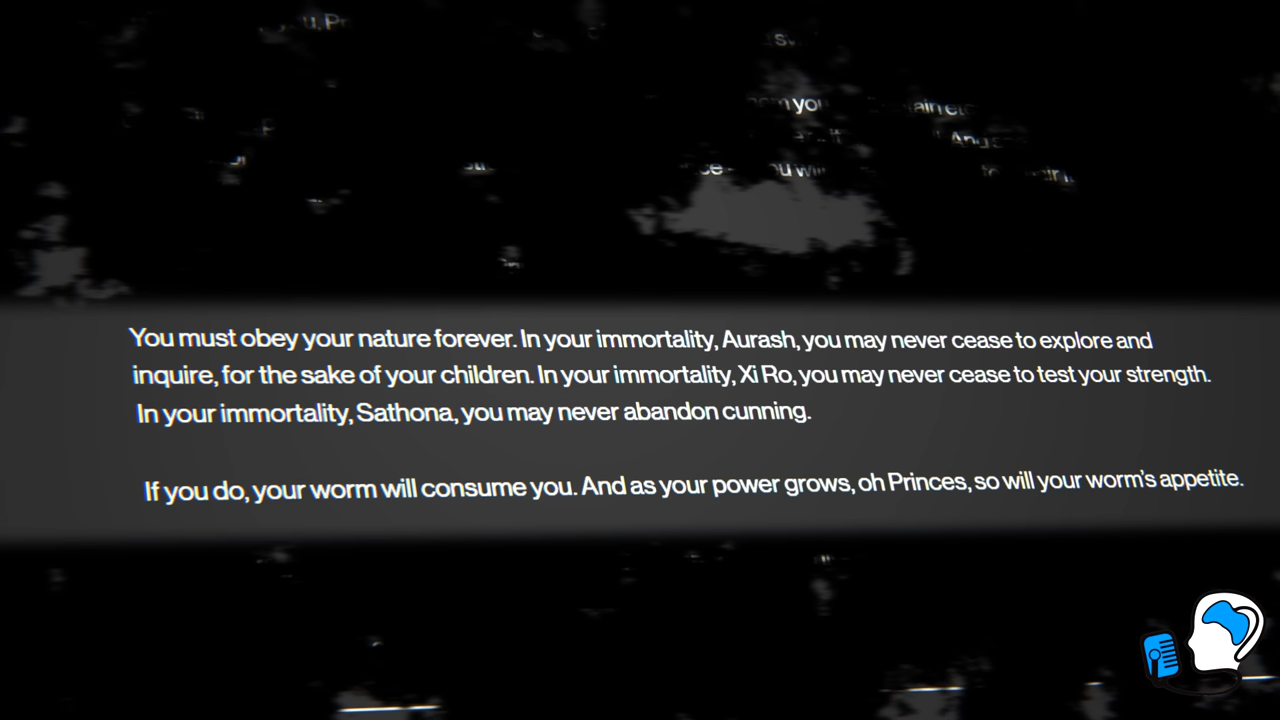 You must obey your nature forever. In your immortality, Aurash, you may never cease to explore and
inquire, for the sake of your children. In your immortality, Xi Ro, you may never cease to test your strength.
In your immortality, Sathona, you may never abandon cunning.
If you do, your worm will consume you. And as your power grows, oh Princes, so will your worm's appetite.